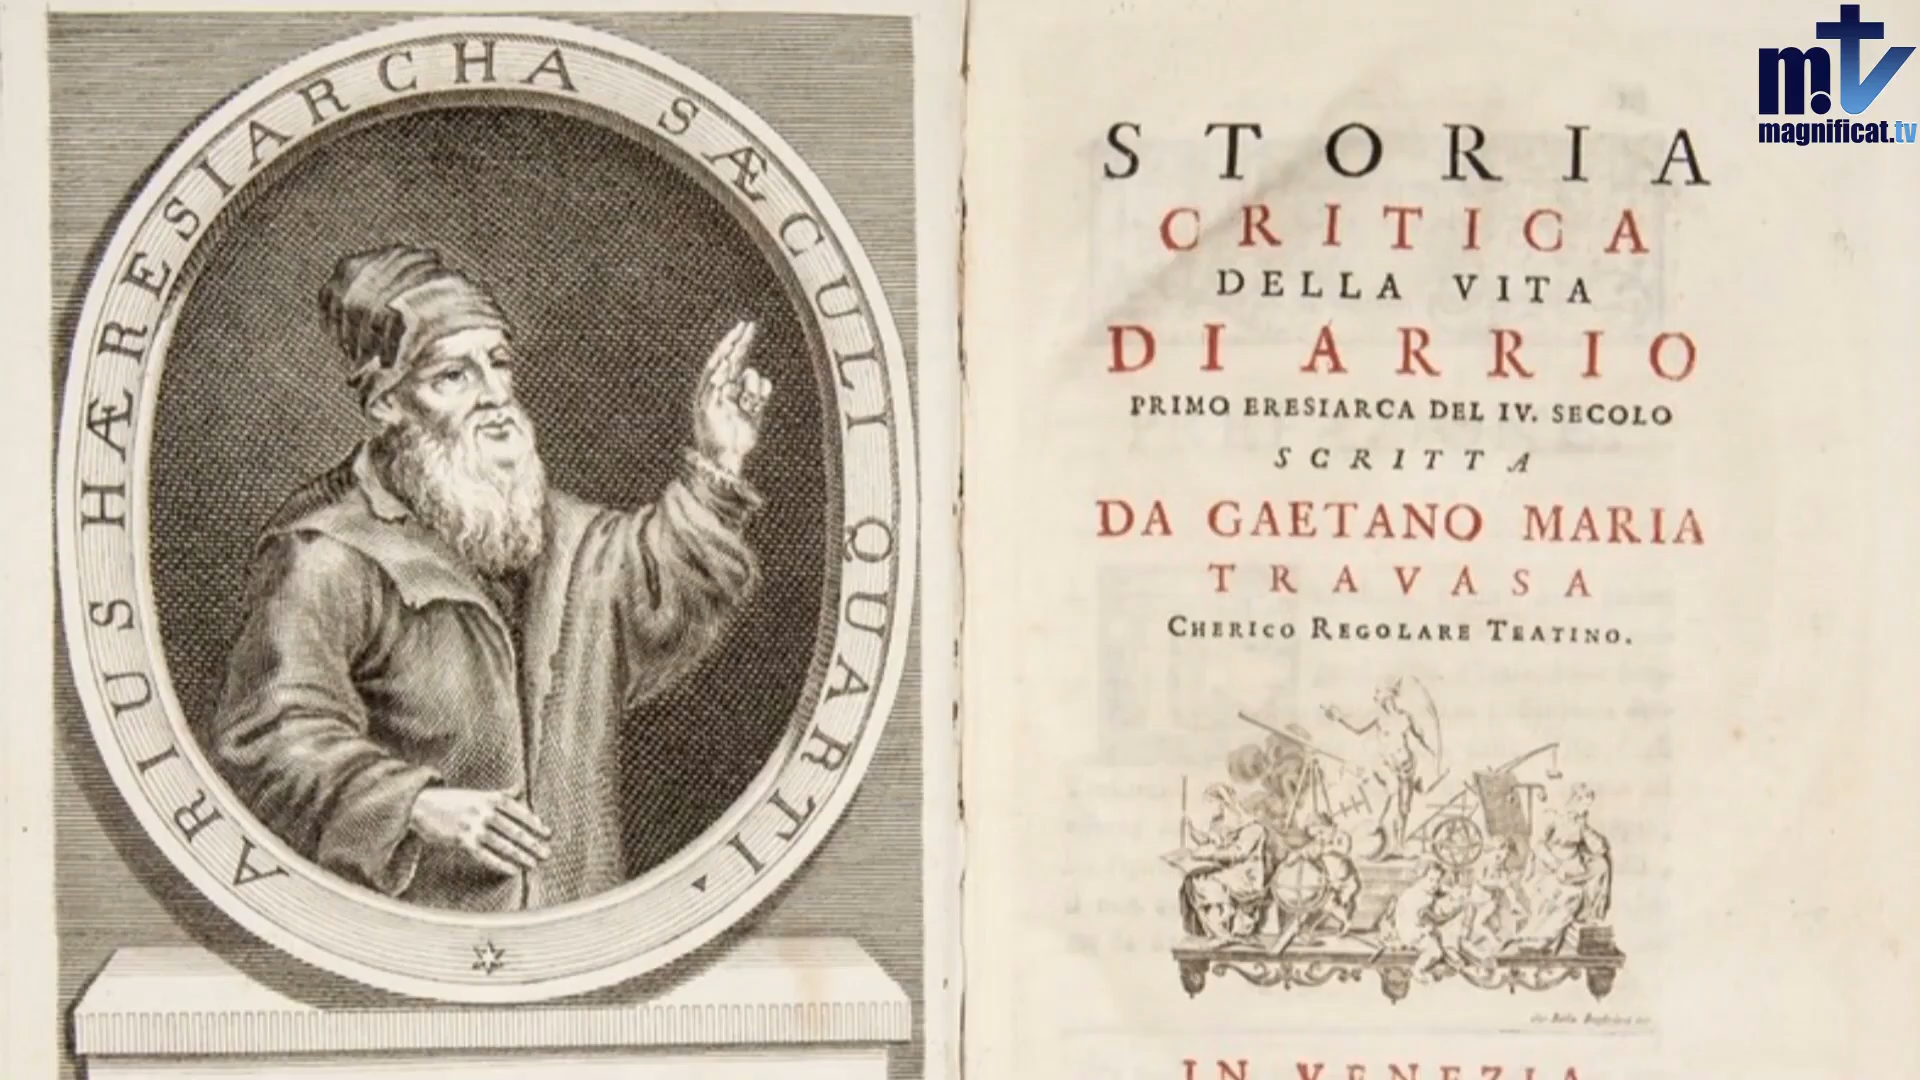 ARIUS HÆRESIARCHA SÆCULI QUARTI.
STORIA
CRITICA
DELLA VITA
DI ARRIO
PRIMO ERESIARCA DEL IV. SECOLO
SCRITTA
DA GAETANO MARIA
TRAVASA
CHERICO REGOLARE TEATINO.
IN VENEZIA
mtv
magnificat.tv